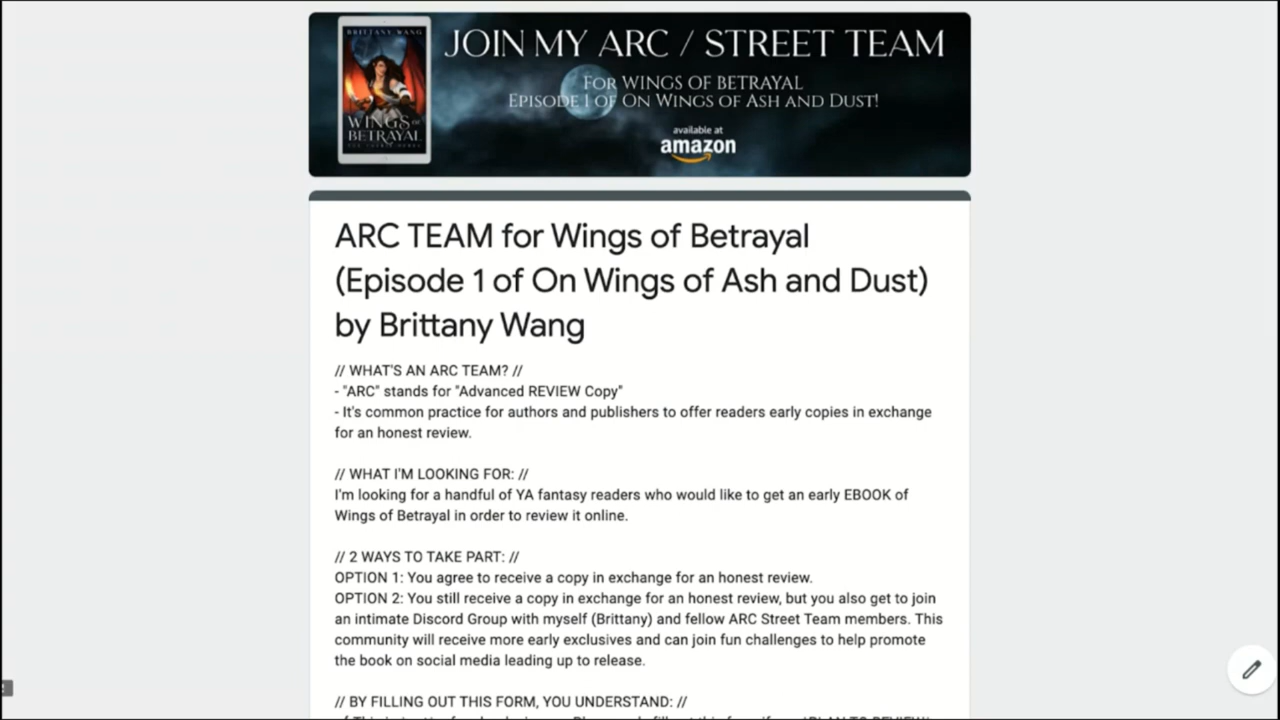 BRITTANY WANG
WINGS OF
BETRAYAL
JOIN MY ARC / STREET TEAM
FOR WINGS OF BETRAYAL
EPISODE 1 OF ON WINGS OF ASH AND DUST!
available at
amazon
ARC TEAM for Wings of Betrayal
(Episode 1 of On Wings of Ash and Dust)
by Brittany Wang
// WHAT'S AN ARC TEAM? //
- "ARC" stands for "Advanced REVIEW Copy"
- It's common practice for authors and publishers to offer readers early copies in exchange
for an honest review.
// WHAT I'M LOOKING FOR: //
I'm looking for a handful of YA fantasy readers who would like to get an early EBOOK of
Wings of Betrayal in order to review it online.
// 2 WAYS TO TAKE PART: //
OPTION 1: You agree to receive a copy in exchange for an honest review.
OPTION 2: You still receive a copy in exchange for an honest review, but you also get to join
an intimate Discord Group with myself (Brittany) and fellow ARC Street Team members. This
community will receive more early exclusives and can join fun challenges to help promote
the book on social media leading up to release.
// BY FILLING OUT THIS FORM, YOU UNDERSTAND: //